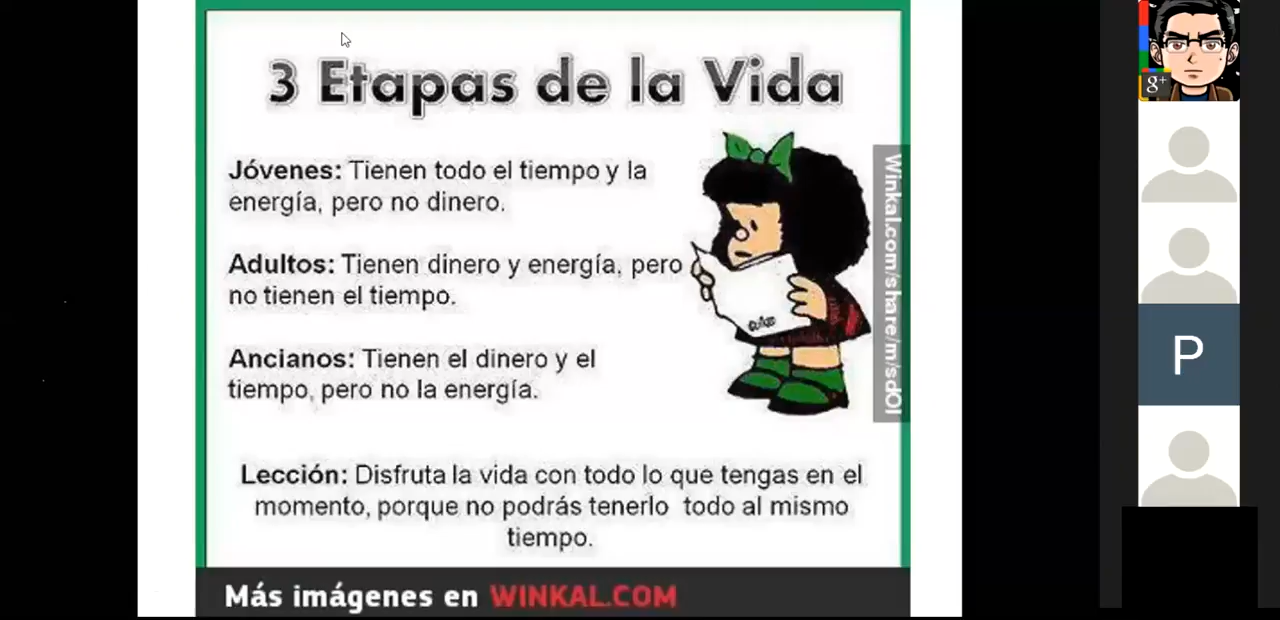 3 Etapas de la Vida
Jóvenes: Tienen todo el tiempo y la
energía, pero no dinero.
Adultos: Tienen dinero y energía, pero
no tienen el tiempo.
Ancianos: Tienen el dinero y el
tiempo, pero no la energía.
Lección: Disfruta la vida con todo lo que tengas en el
momento, porque no podrás tenerlo todo al mismo
tiempo.
Más imágenes en WINKAL.COM
Winkal.com/share/m/sdOl
g+
P